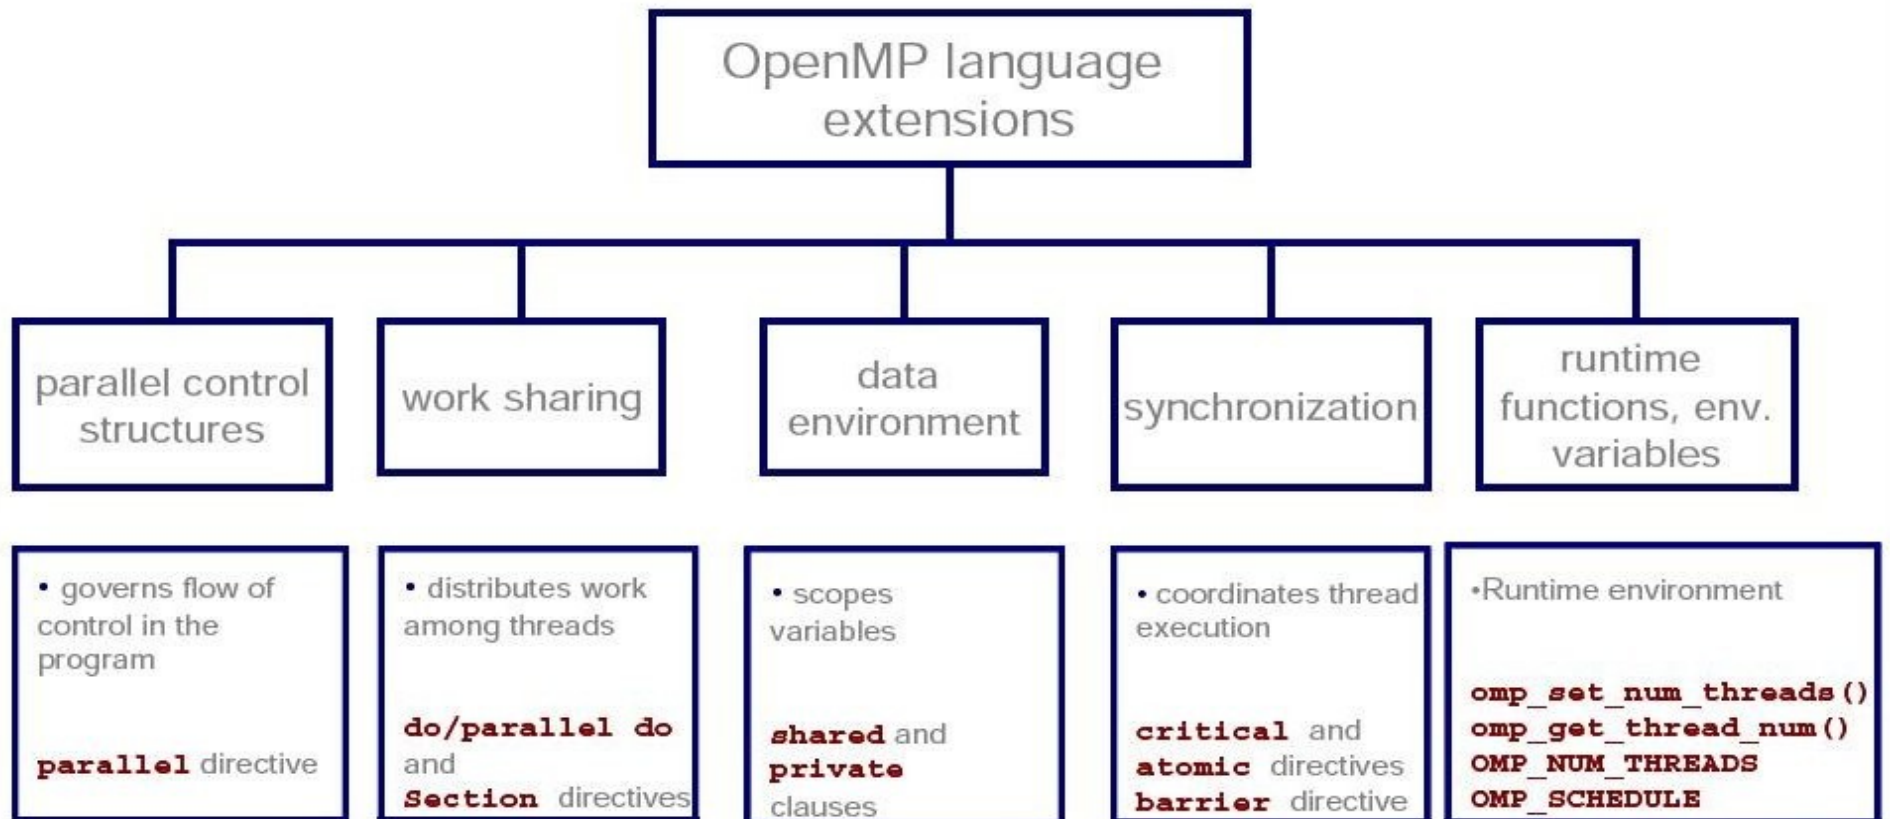 OpenMP language
extensions
parallel control
structures
work sharing
data
environment
synchronization
runtime
functions, env.
variables
• governs flow of
control in the
program
parallel directive
• distributes work
among threads
do/parallel do
and
Section directives
• scopes
variables
shared and
private
clauses
• coordinates thread
execution
critical and
atomic directives
barrier directive
•Runtime environment
omp_set_num_threads()
omp_get_thread_num()
OMP_NUM_THREADS
OMP_SCHEDULE